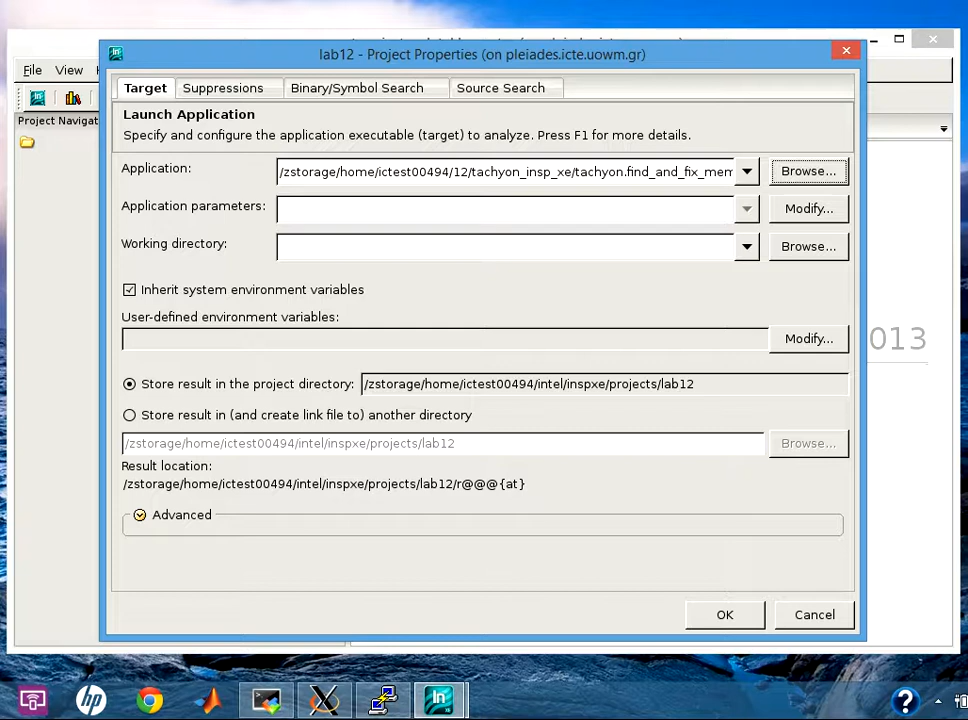 lab12 - Project Properties (on pleiades.icte.uowm.gr)
File View
Project Navigat
Target Suppressions Binary/Symbol Search Source Search
Launch Application
Specify and configure the application executable (target) to analyze. Press F1 for more details.
Application: /zstorage/home/ictest00494/12/tachyon_insp_xe/tachyon.find_and_fix_mem Browse...
Application parameters: Modify...
Working directory: Browse...
Inherit system environment variables
User-defined environment variables:
Modify...
013
Store result in the project directory: /zstorage/home/ictest00494/intel/inspxe/projects/lab12
Store result in (and create link file to) another directory
/zstorage/home/ictest00494/intel/inspxe/projects/lab12 Browse...
Result location:
/zstorage/home/ictest00494/intel/inspxe/projects/lab12/r@@@{at}
Advanced
OK Cancel